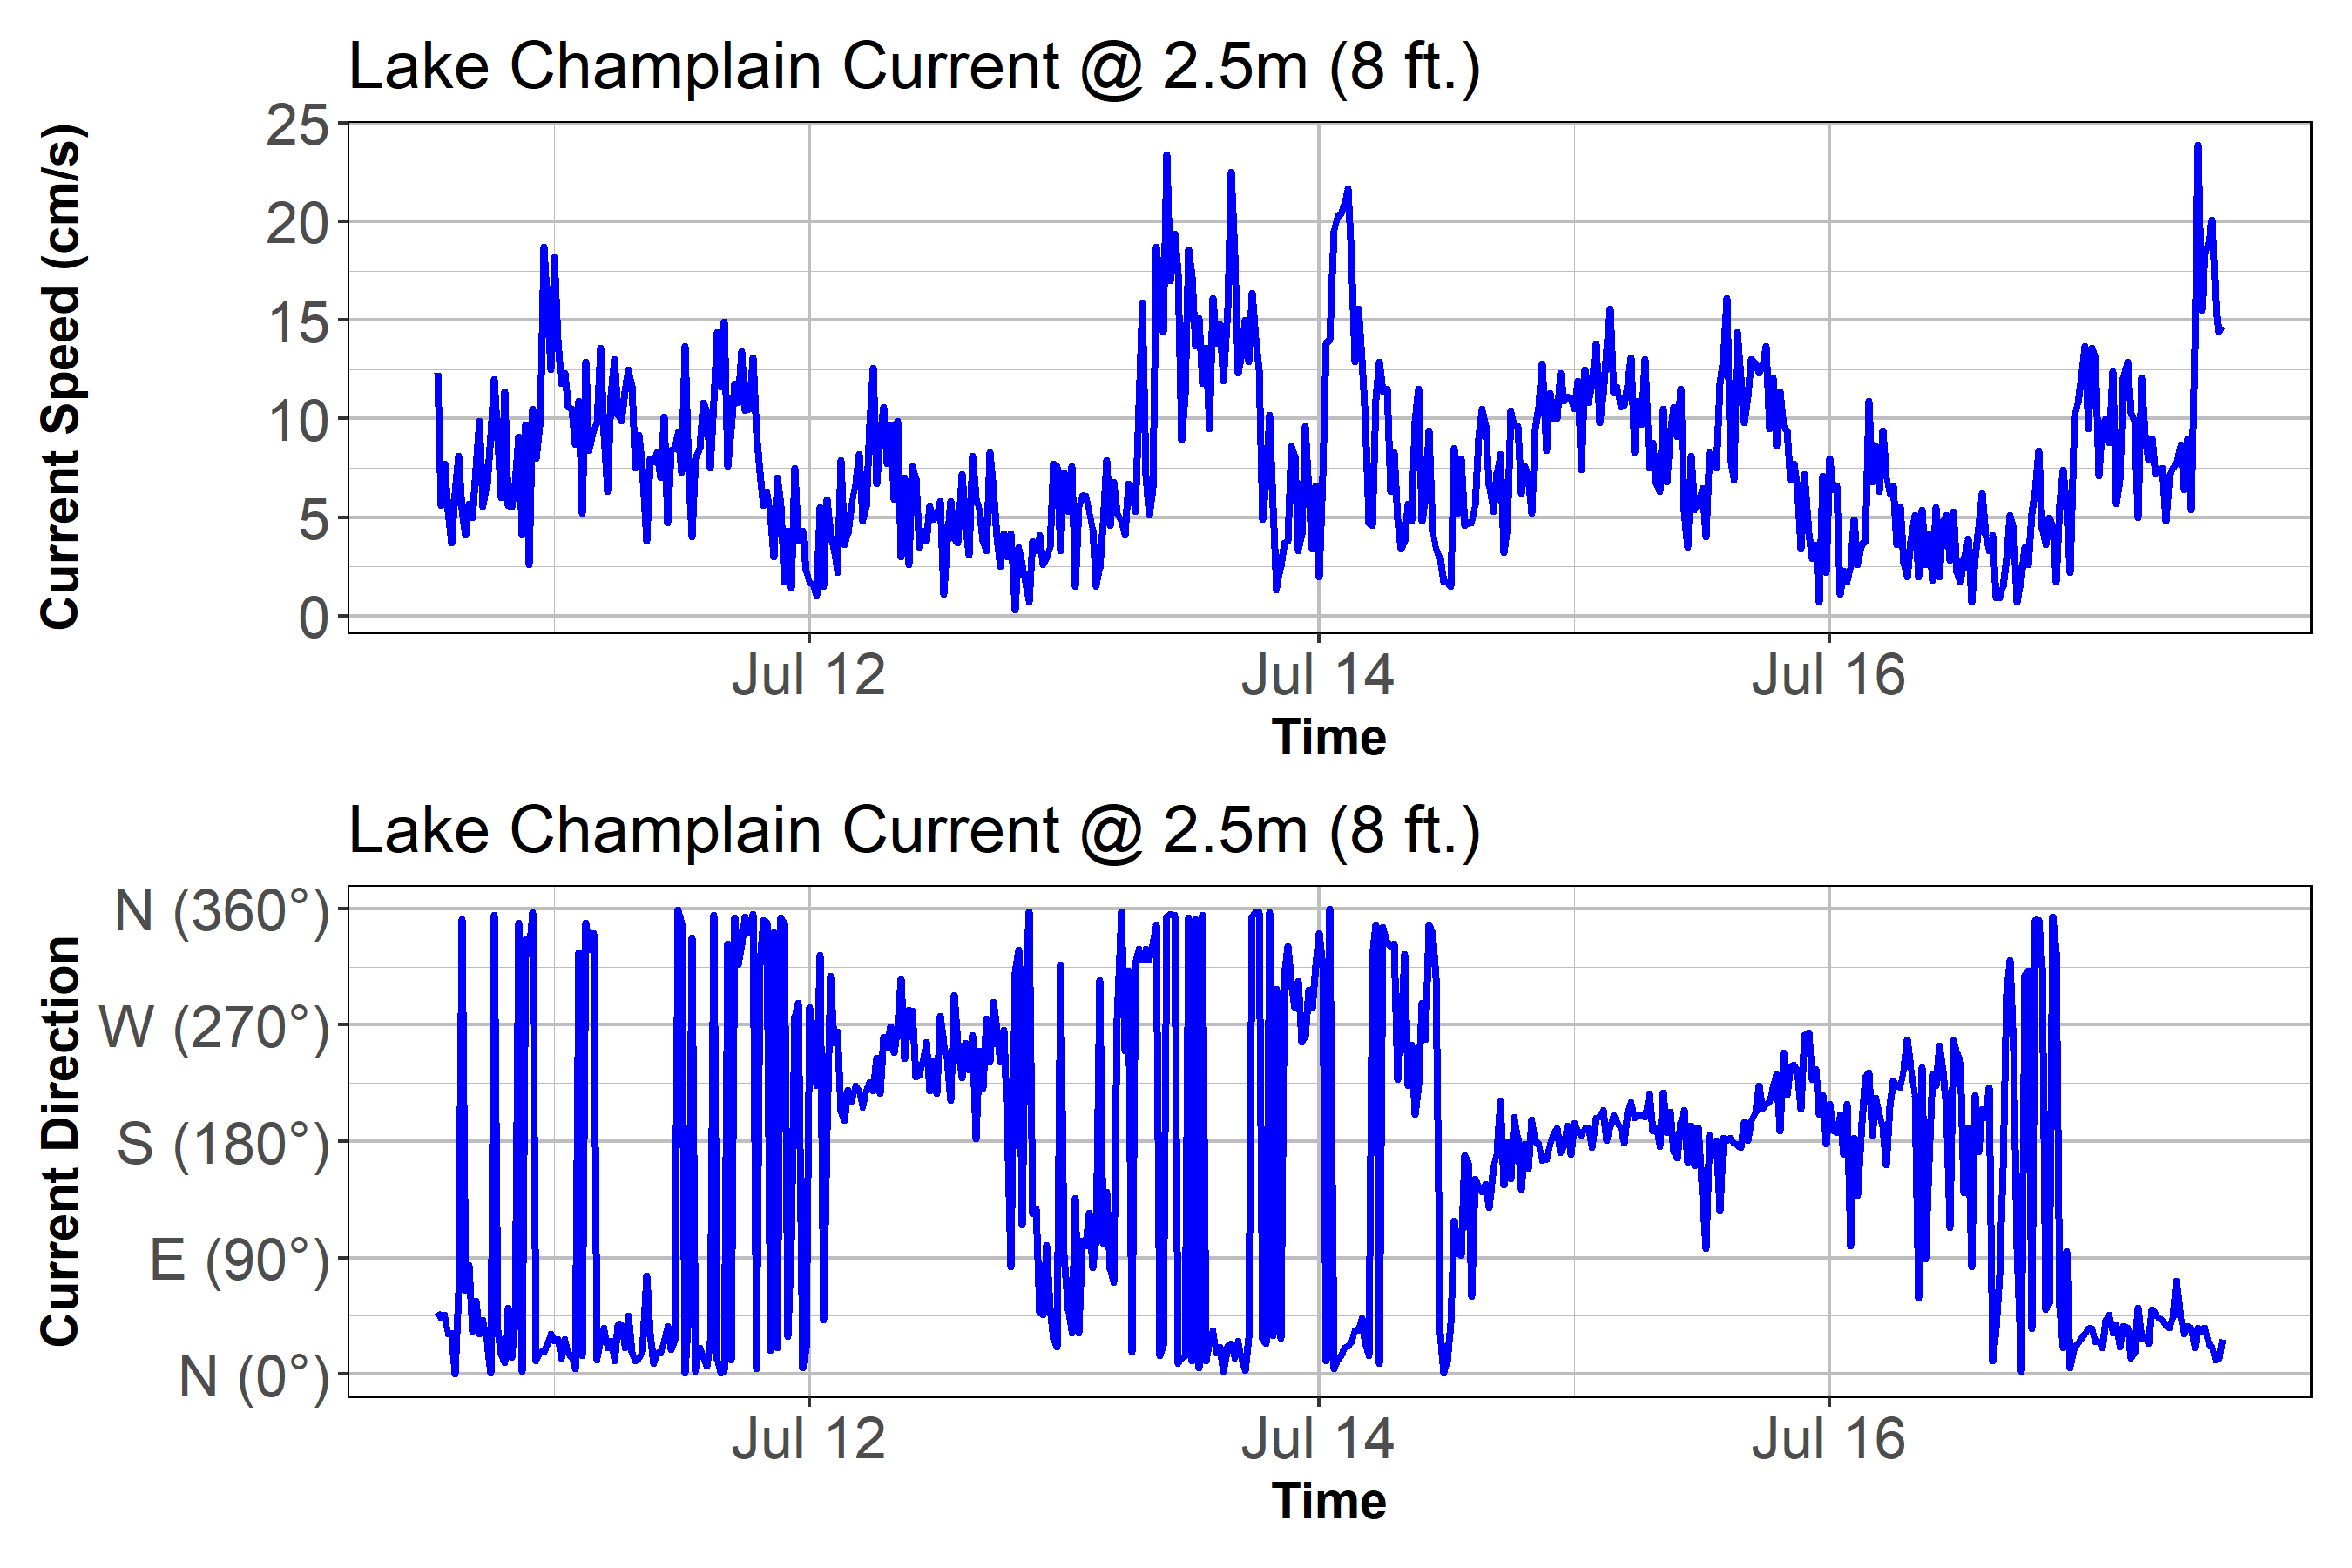 Lake Champlain Current @ 2.5m (8 ft.)
Current Speed (cm/s)
25
20
15
10
5
0
Jul 12 Jul 14 Jul 16
Time
Lake Champlain Current @ 2.5m (8 ft.)
Current Direction
N (360°)
W (270°)
S (180°)
E (90°)
N (0°)
Jul 12 Jul 14 Jul 16
Time